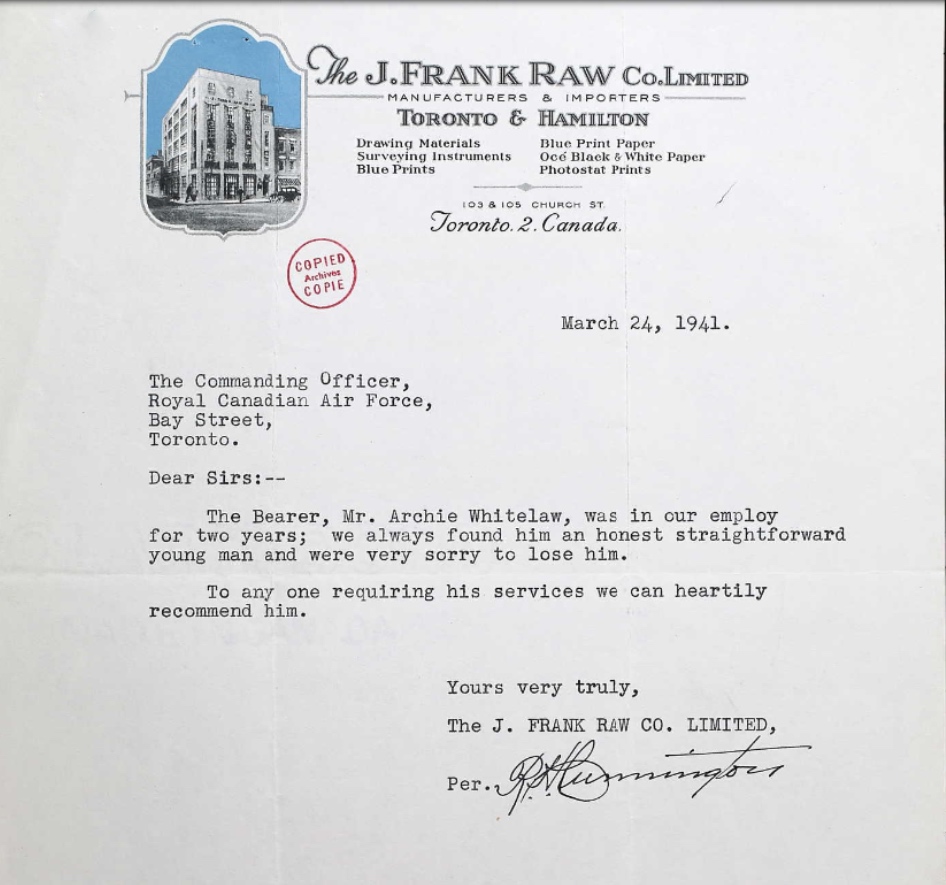 The J. Frank Raw Co. Limited
MANUFACTURERS & IMPORTERS
TORONTO & HAMILTON
Drawing Materials
Surveying Instruments
Blue Prints
Blue Print Paper
Océ Black & White Paper
Photostat Prints
103 & 105 CHURCH ST.
Toronto. 2. Canada.
COPIED
Archives
COPIE
March 24, 1941.
The Commanding Officer,
Royal Canadian Air Force,
Bay Street,
Toronto.
Dear Sirs:--
The Bearer, Mr. Archie Whitelaw, was in our employ
for two years; we always found him an honest straightforward
young man and were very sorry to lose him.
To any one requiring his services we can heartily
recommend him.
Yours very truly,
The J. FRANK RAW CO. LIMITED,
Per.